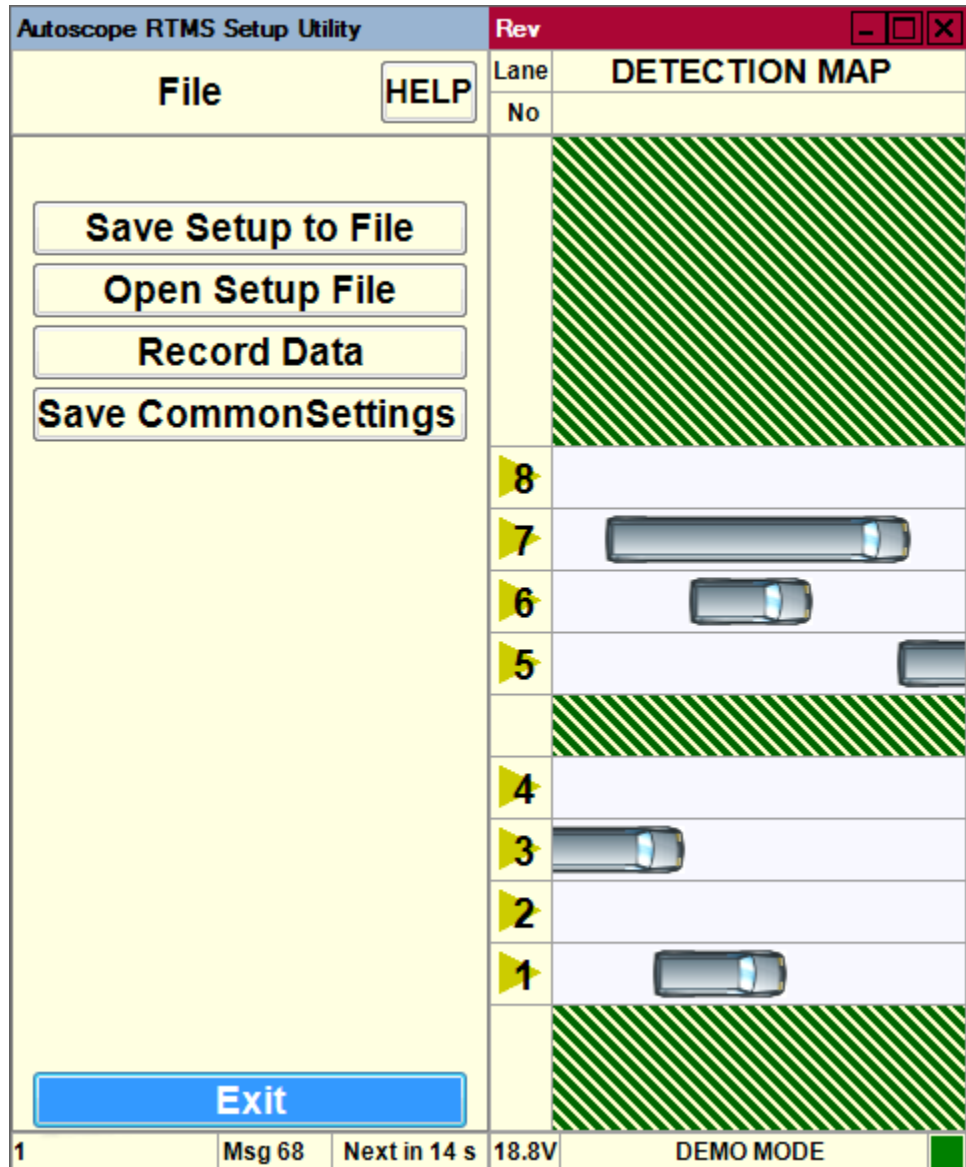 Autoscope RTMS Setup Utility
Rev
File
HELP
Lane
No
DETECTION MAP
Save Setup to File
Open Setup File
Record Data
Save CommonSettings
8
7
6
5
4
3
2
1
Exit
1
Msg 68
Next in 14 s
18.8V
DEMO MODE